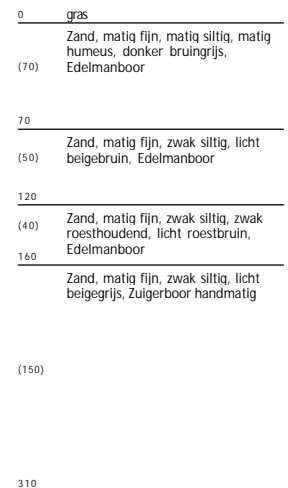 0 gras
Zand, matig fijn, matig siltig, matig
humeus, donker bruingrijs,
(70) Edelmanboor
70
Zand, matig fijn, zwak siltig, licht
(50) beigebruin, Edelmanboor
120
Zand, matig fijn, zwak siltig, zwak
(40) roesthoudend, licht roestbruin,
Edelmanboor
160
Zand, matig fijn, zwak siltig, licht
beigegrijs, Zuigerboor handmatig
(150)
310